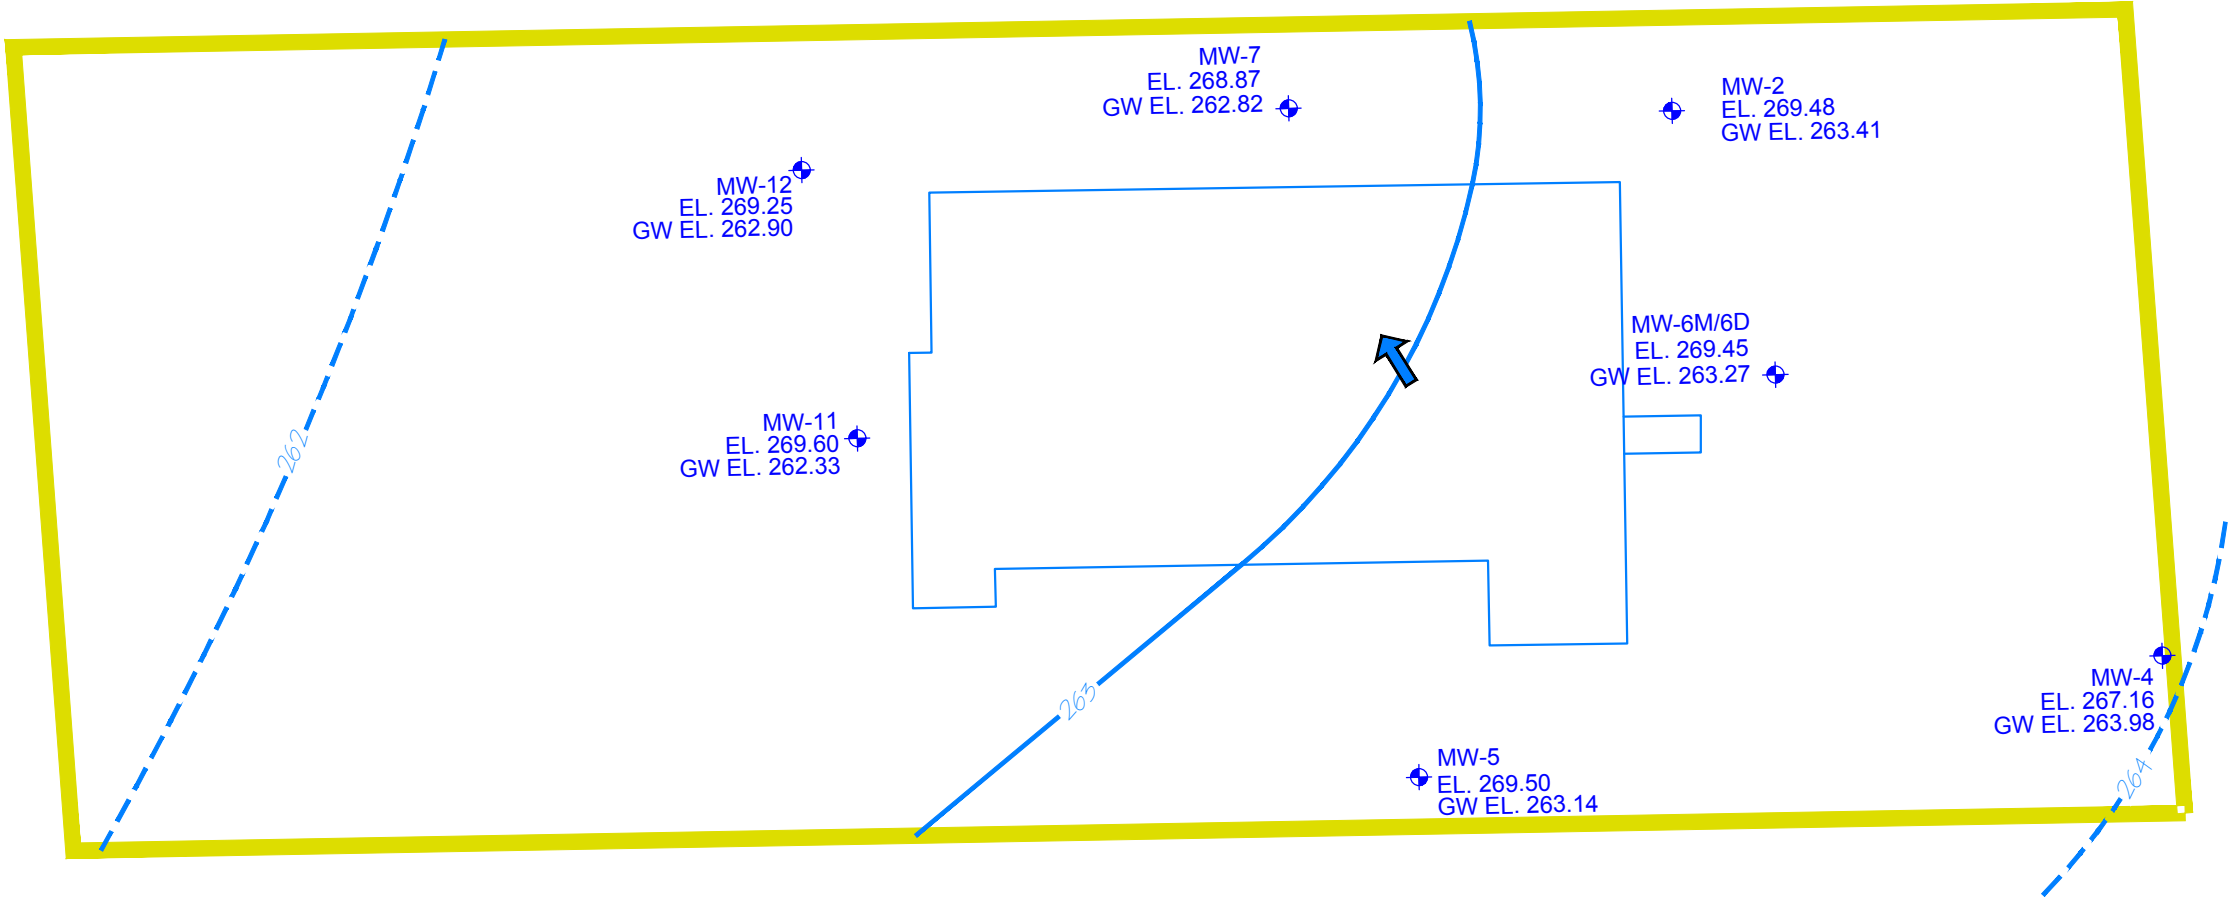 MW-7
EL. 268.87
GW EL. 262.82
MW-2
EL. 269.48
GW EL. 263.41
MW-12
EL. 269.25
GW EL. 262.90
MW-6M/6D
EL. 269.45
GW EL. 263.27
MW-11
EL. 269.60
GW EL. 262.33
262
263
MW-4
EL. 267.16
GW EL. 263.98
MW-5
EL. 269.50
GW EL. 263.14
264